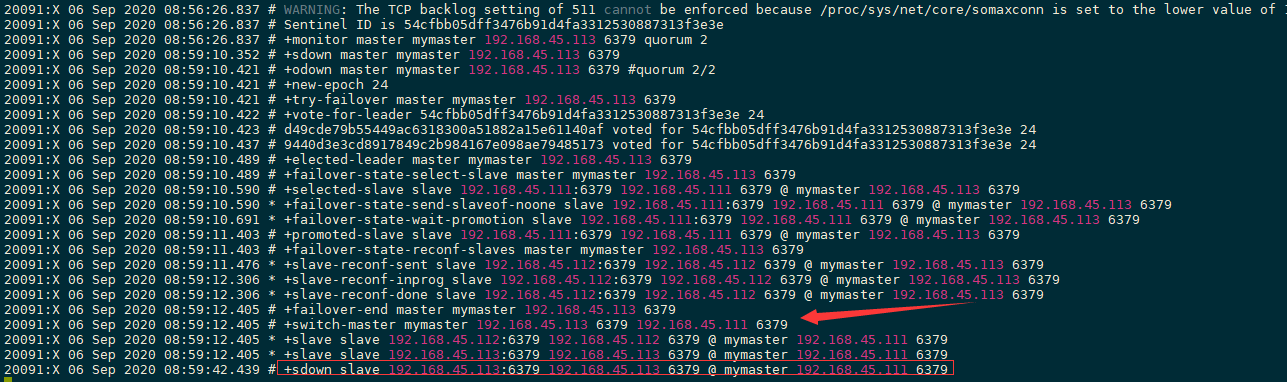 20091:X 06 Sep 2020 08:56:26.837 # WARNING: The TCP backlog setting of 511 cannot be enforced because /proc/sys/net/core/somaxconn is set to the lower value of
20091:X 06 Sep 2020 08:56:26.837 # Sentinel ID is 54cfbb05dff3476b91d4fa3312530887313f3e3e
20091:X 06 Sep 2020 08:56:26.837 # +monitor master mymaster 192.168.45.113 6379 quorum 2
20091:X 06 Sep 2020 08:59:10.352 # +sdown master mymaster 192.168.45.113 6379
20091:X 06 Sep 2020 08:59:10.421 # +odown master mymaster 192.168.45.113 6379 #quorum 2/2
20091:X 06 Sep 2020 08:59:10.421 # +new-epoch 24
20091:X 06 Sep 2020 08:59:10.421 # +try-failover master mymaster 192.168.45.113 6379
20091:X 06 Sep 2020 08:59:10.422 # +vote-for-leader 54cfbb05dff3476b91d4fa3312530887313f3e3e 24
20091:X 06 Sep 2020 08:59:10.423 # d49cde79b55449ac6318300a51882a15e61140af voted for 54cfbb05dff3476b91d4fa3312530887313f3e3e 24
20091:X 06 Sep 2020 08:59:10.437 # 9440d3e3cd8917849c2b984167e098ae79485173 voted for 54cfbb05dff3476b91d4fa3312530887313f3e3e 24
20091:X 06 Sep 2020 08:59:10.489 # +elected-leader master mymaster 192.168.45.113 6379
20091:X 06 Sep 2020 08:59:10.489 # +failover-state-select-slave master mymaster 192.168.45.113 6379
20091:X 06 Sep 2020 08:59:10.590 # +selected-slave slave 192.168.45.111:6379 192.168.45.111 6379 @ mymaster 192.168.45.113 6379
20091:X 06 Sep 2020 08:59:10.590 * +failover-state-send-slaveof-noone slave 192.168.45.111:6379 192.168.45.111 6379 @ mymaster 192.168.45.113 6379
20091:X 06 Sep 2020 08:59:10.691 * +failover-state-wait-promotion slave 192.168.45.111:6379 192.168.45.111 6379 @ mymaster 192.168.45.113 6379
20091:X 06 Sep 2020 08:59:11.403 # +promoted-slave slave 192.168.45.111:6379 192.168.45.111 6379 @ mymaster 192.168.45.113 6379
20091:X 06 Sep 2020 08:59:11.403 # +failover-state-reconf-slaves master mymaster 192.168.45.113 6379
20091:X 06 Sep 2020 08:59:11.476 * +slave-reconf-sent slave 192.168.45.112:6379 192.168.45.112 6379 @ mymaster 192.168.45.113 6379
20091:X 06 Sep 2020 08:59:12.306 * +slave-reconf-inprog slave 192.168.45.112:6379 192.168.45.112 6379 @ mymaster 192.168.45.113 6379
20091:X 06 Sep 2020 08:59:12.306 * +slave-reconf-done slave 192.168.45.112:6379 192.168.45.112 6379 @ mymaster 192.168.45.113 6379
20091:X 06 Sep 2020 08:59:12.405 # +failover-end master mymaster 192.168.45.113 6379
20091:X 06 Sep 2020 08:59:12.405 # +switch-master mymaster 192.168.45.113 6379 192.168.45.111 6379
20091:X 06 Sep 2020 08:59:12.405 * +slave slave 192.168.45.112:6379 192.168.45.112 6379 @ mymaster 192.168.45.111 6379
20091:X 06 Sep 2020 08:59:12.405 * +slave slave 192.168.45.113:6379 192.168.45.113 6379 @ mymaster 192.168.45.111 6379
20091:X 06 Sep 2020 08:59:42.439 # +sdown slave 192.168.45.113:6379 192.168.45.113 6379 @ mymaster 192.168.45.111 6379